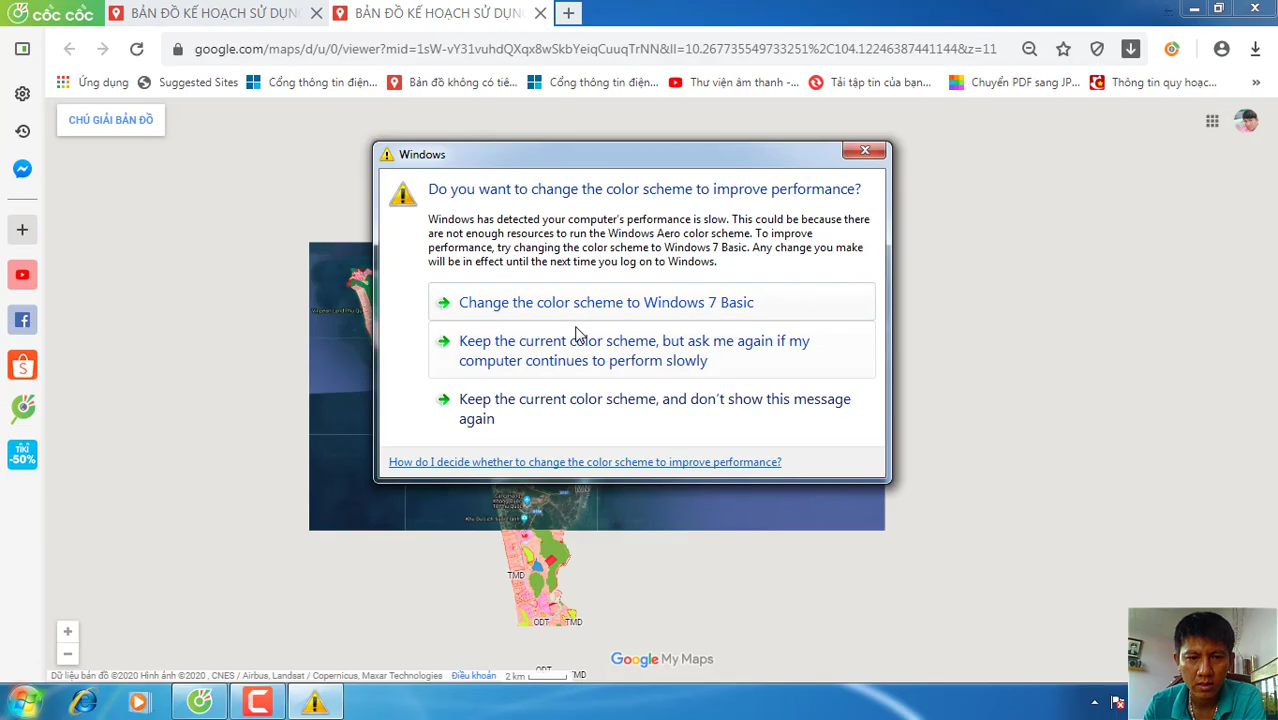 cốc cốc
BẢN ĐỒ KẾ HOẠCH SỬ DỤN
BẢN ĐỒ KẾ HOẠCH SỬ DỤNG
google.com/maps/d/u/0/viewer?mid=1sW-vY31vuhdQXqx8wSkbYeiqCuuqTrNN&ll=10.267735549733251%2C104.12246387441144&z=11
Ứng dụng
Suggested Sites
Cổng thông tin điện...
Bản đồ không có tiê...
Cổng thông tin điện...
Thư viện âm thanh -...
Tải tập tin của bạn...
Chuyển PDF sang JP...
Thông tin quy hoạc...
CHÚ GIẢI BẢN ĐỒ
Windows
Do you want to change the color scheme to improve performance?
Windows has detected your computer's performance is slow. This could be because there
are not enough resources to run the Windows Aero color scheme. To improve
performance, try changing the color scheme to Windows 7 Basic. Any change you make
will be in effect until the next time you log on to Windows.
Change the color scheme to Windows 7 Basic
Keep the current color scheme, but ask me again if my
computer continues to perform slowly
Keep the current color scheme, and don't show this message
again
How do I decide whether to change the color scheme to improve performance?
TIKI
-50%
TMD
ODT
TMD
Google My Maps
Dữ liệu bản đồ ©2020 Hình ảnh ©2020 , CNES / Airbus, Landsat / Copernicus, Maxar Technologies
Điều khoản
2 km
ODT
TMD